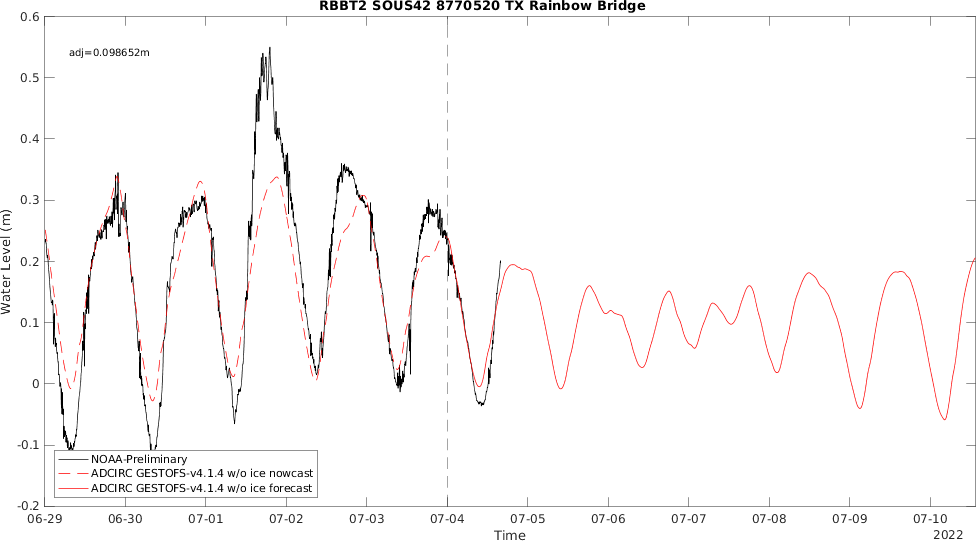 RBBT2 SOUS42 8770520 TX Rainbow Bridge
adj=0.098652m
0.6
0.5
0.4
0.3
0.2
0.1
0
-0.1
-0.2
Water Level (m)
NOAA-Preliminary
ADCIRC GESTOFS-v4.1.4 w/o ice nowcast
ADCIRC GESTOFS-v4.1.4 w/o ice forecast
06-29 06-30 07-01 07-02 07-03 07-04 07-05 07-06 07-07 07-08 07-09 07-10
Time
2022